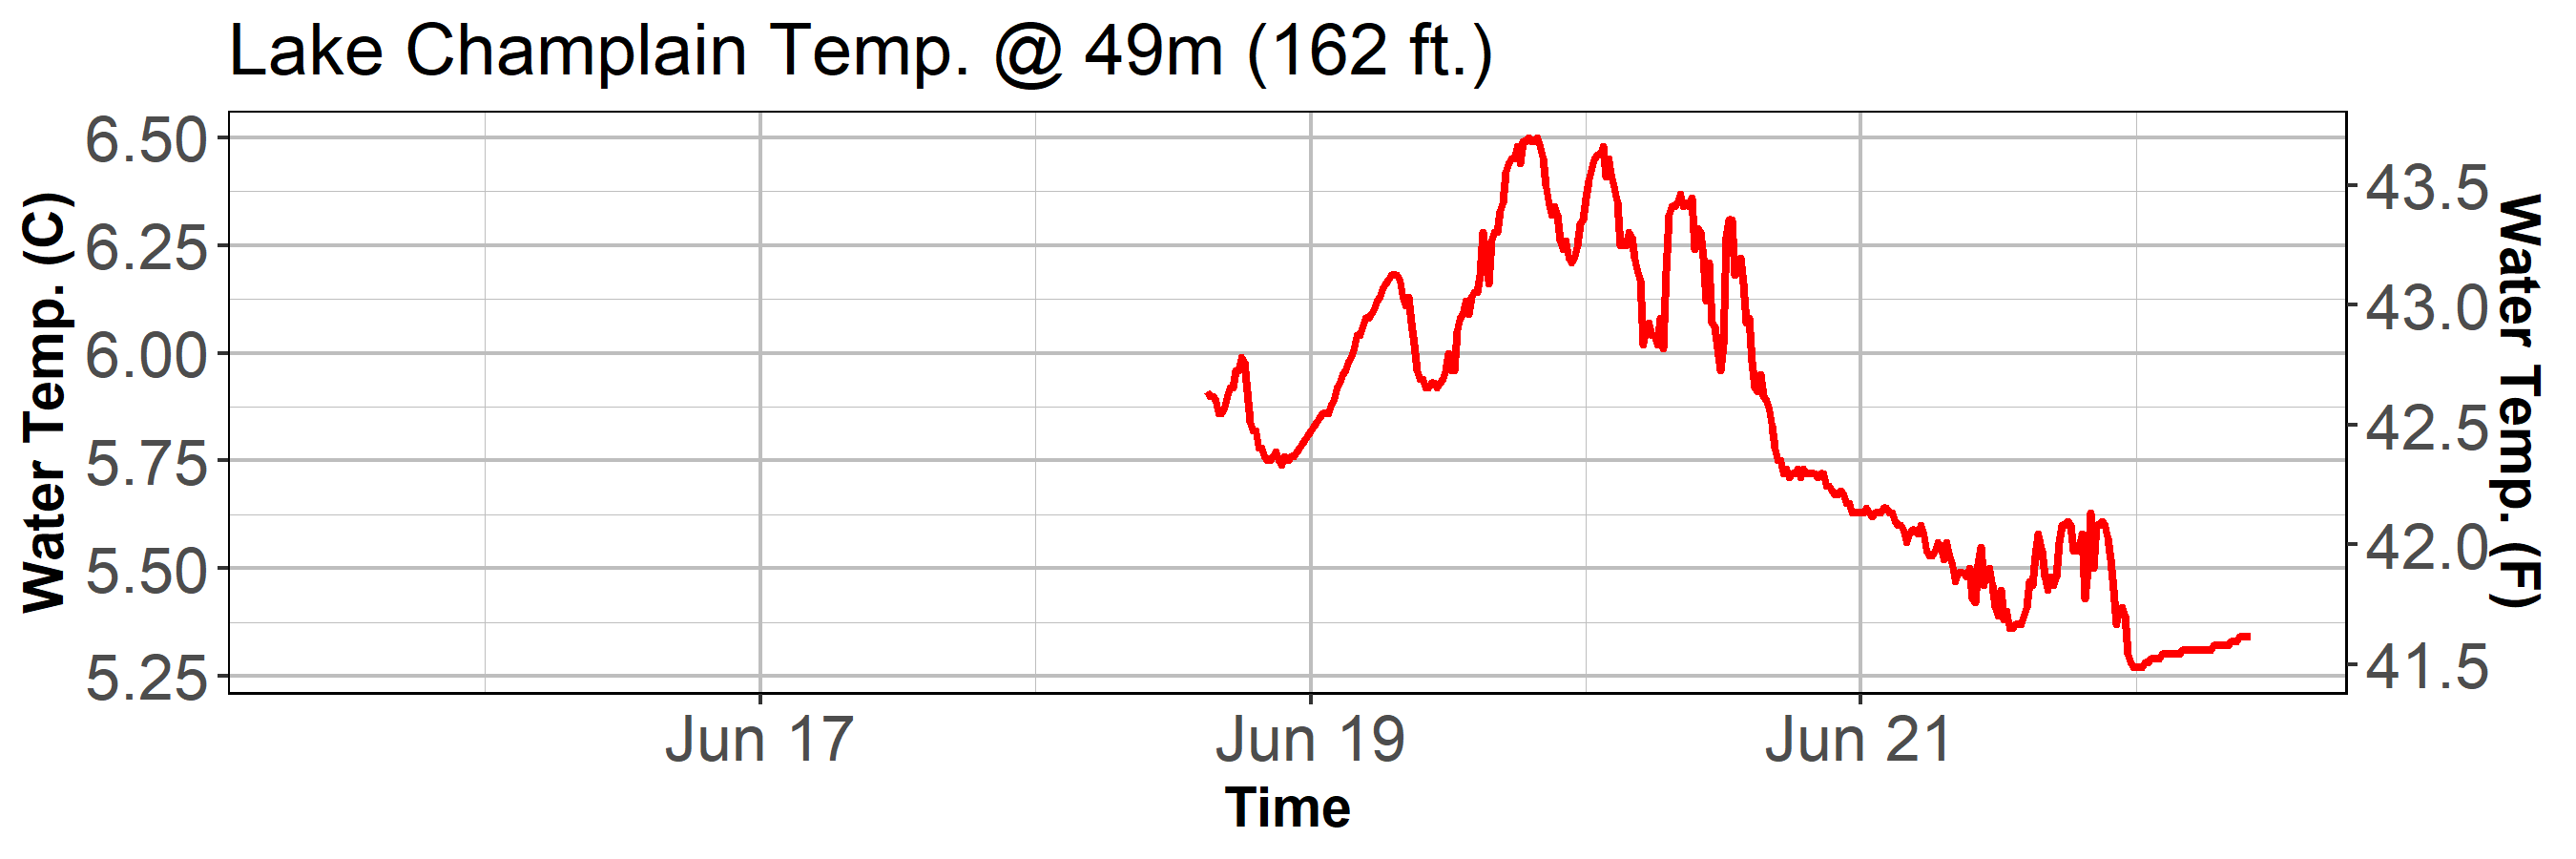 Lake Champlain Temp. @ 49m (162 ft.)
Water Temp. (C)
6.50
6.25
6.00
5.75
5.50
5.25
43.5
43.0
42.5
42.0
41.5
Water Temp. (F)
Jun 17
Jun 19
Jun 21
Time